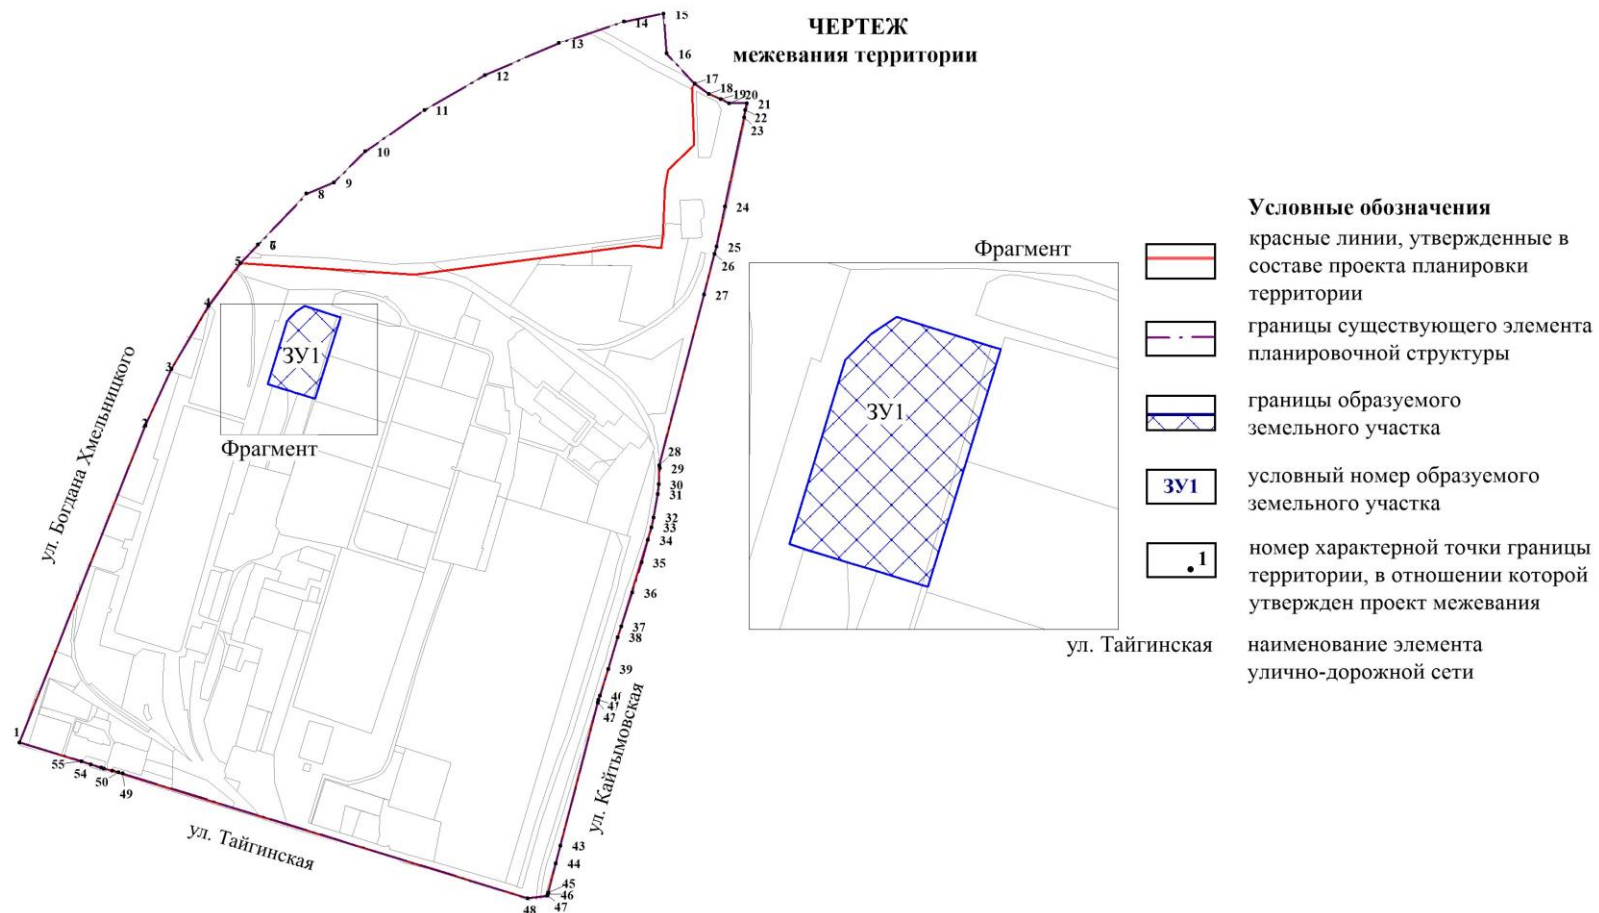 ЧЕРТЕЖ
межевания территории
15
14
13
16
12
17
18
19
20
21
22
23
11
10
9
8
24
5
25
26
27
4
3
2
ЗУ1
Фрагмент
ул. Богдана Хмельницкого
28
29
30
31
32
33
34
35
36
37
38
39
ул. Кайтымовская
1
55
54
50
49
ул. Тайгинская
43
44
45
46
47
48
Фрагмент
ЗУ1
Условные обозначения
красные линии, утвержденные в
составе проекта планировки
территории
границы существующего элемента
планировочной структуры
границы образуемого
земельного участка
ЗУ1
условный номер образуемого
земельного участка
1
номер характерной точки границы
территории, в отношении которой
утвержден проект межевания
ул. Тайгинская
наименование элемента
улично-дорожной сети